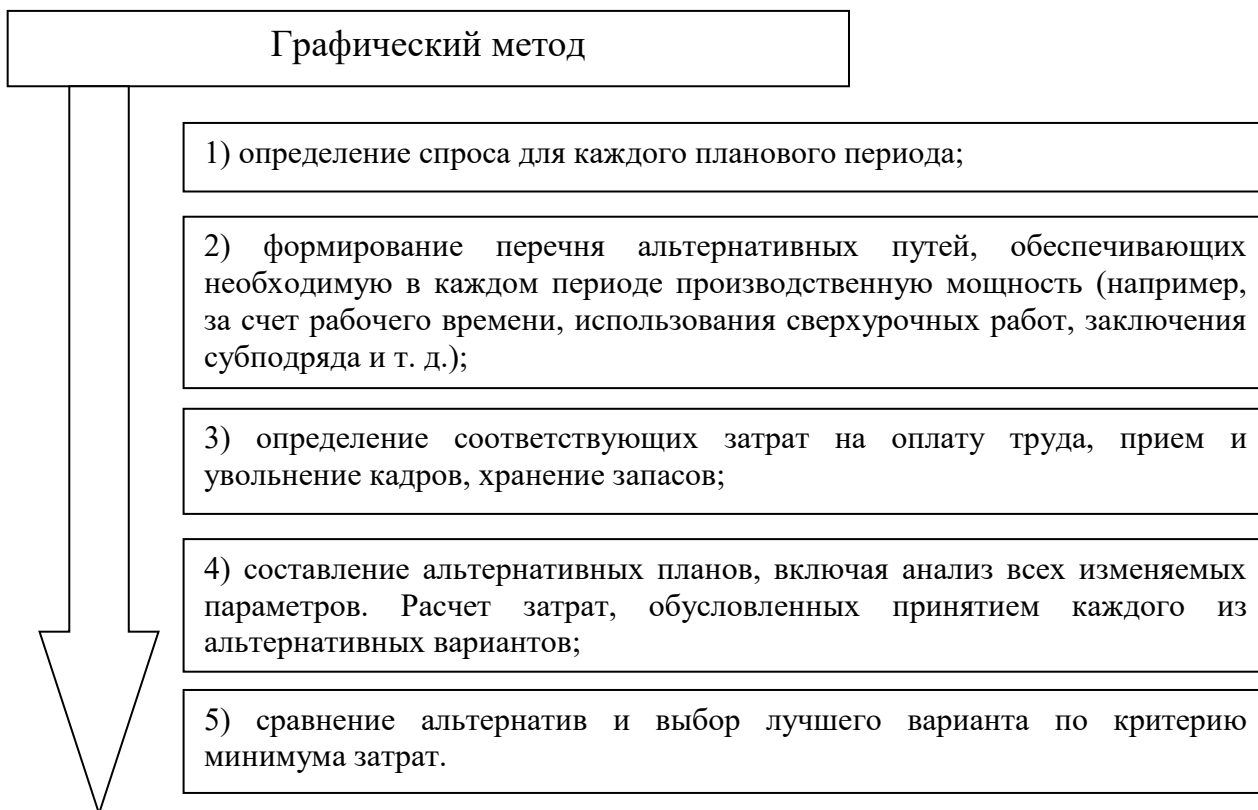 Графический метод
1) определение спроса для каждого планового периода;
2) формирование перечня альтернативных путей, обеспечивающих
необходимую в каждом периоде производственную мощность (например,
за счет рабочего времени, использования сверхурочных работ, заключения
субподряда и т. д.);
3) определение соответствующих затрат на оплату труда, прием и
увольнение кадров, хранение запасов;
4) составление альтернативных планов, включая анализ всех изменяемых
параметров. Расчет затрат, обусловленных принятием каждого из
альтернативных вариантов;
5) сравнение альтернатив и выбор лучшего варианта по критерию
минимума затрат.